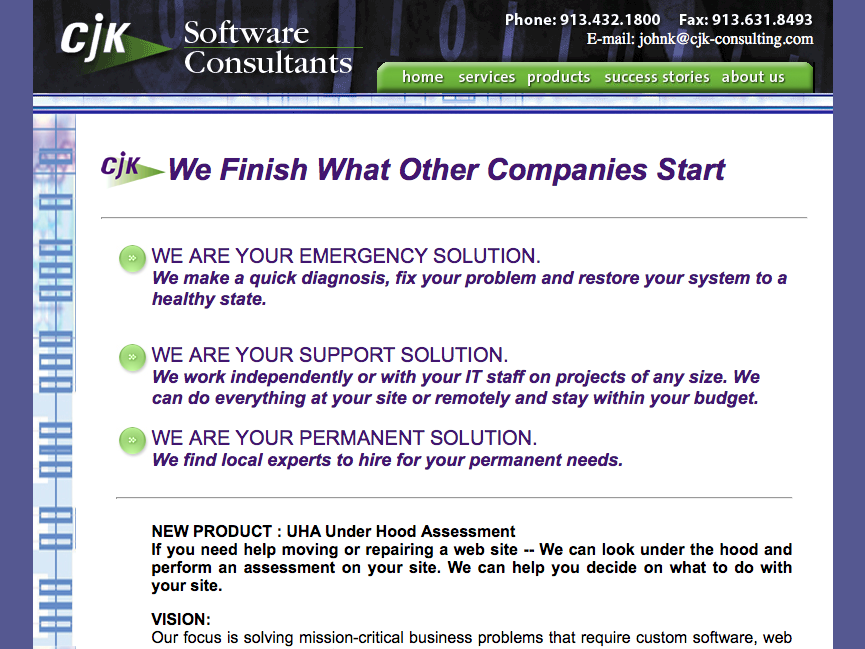 cjK Software
Consultants
Phone: 913.432.1800 Fax: 913.631.8493
E-mail: johnk@cjk-consulting.com
home services products success stories about us
cjK We Finish What Other Companies Start
WE ARE YOUR EMERGENCY SOLUTION.
We make a quick diagnosis, fix your problem and restore your system to a
healthy state.
WE ARE YOUR SUPPORT SOLUTION.
We work independently or with your IT staff on projects of any size. We
can do everything at your site or remotely and stay within your budget.
WE ARE YOUR PERMANENT SOLUTION.
We find local experts to hire for your permanent needs.
NEW PRODUCT : UHA Under Hood Assessment
If you need help moving or repairing a web site -- We can look under the hood and
perform an assessment on your site. We can help you decide on what to do with
your site.
VISION:
Our focus is solving mission-critical business problems that require custom software, web